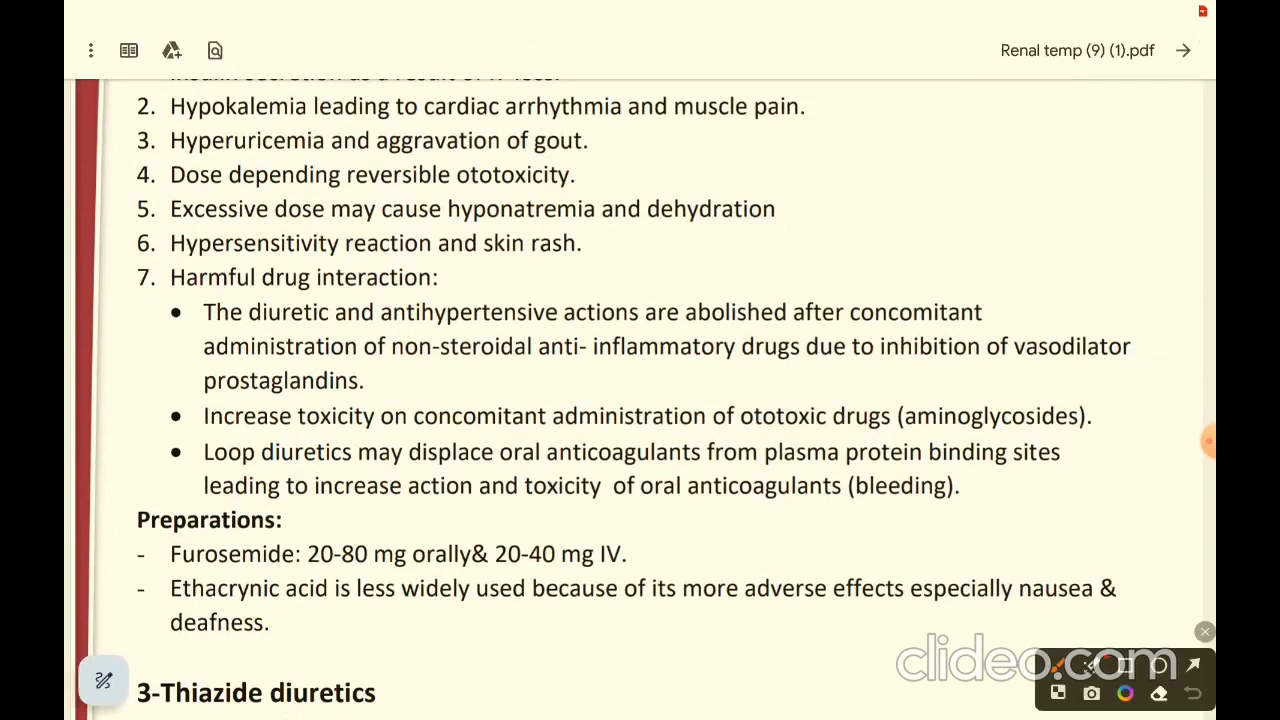 Renal temp (9) (1).pdf
insulin secretion as a result of K+ loss.
2. Hypokalemia leading to cardiac arrhythmia and muscle pain.
3. Hyperuricemia and aggravation of gout.
4. Dose depending reversible ototoxicity.
5. Excessive dose may cause hyponatremia and dehydration
6. Hypersensitivity reaction and skin rash.
7. Harmful drug interaction:
• The diuretic and antihypertensive actions are abolished after concomitant
administration of non-steroidal anti- inflammatory drugs due to inhibition of vasodilator
prostaglandins.
• Increase toxicity on concomitant administration of ototoxic drugs (aminoglycosides).
• Loop diuretics may displace oral anticoagulants from plasma protein binding sites
leading to increase action and toxicity of oral anticoagulants (bleeding).
Preparations:
- Furosemide: 20-80 mg orally& 20-40 mg IV.
- Ethacrynic acid is less widely used because of its more adverse effects especially nausea &
deafness.
clideo.com
3-Thiazide diuretics